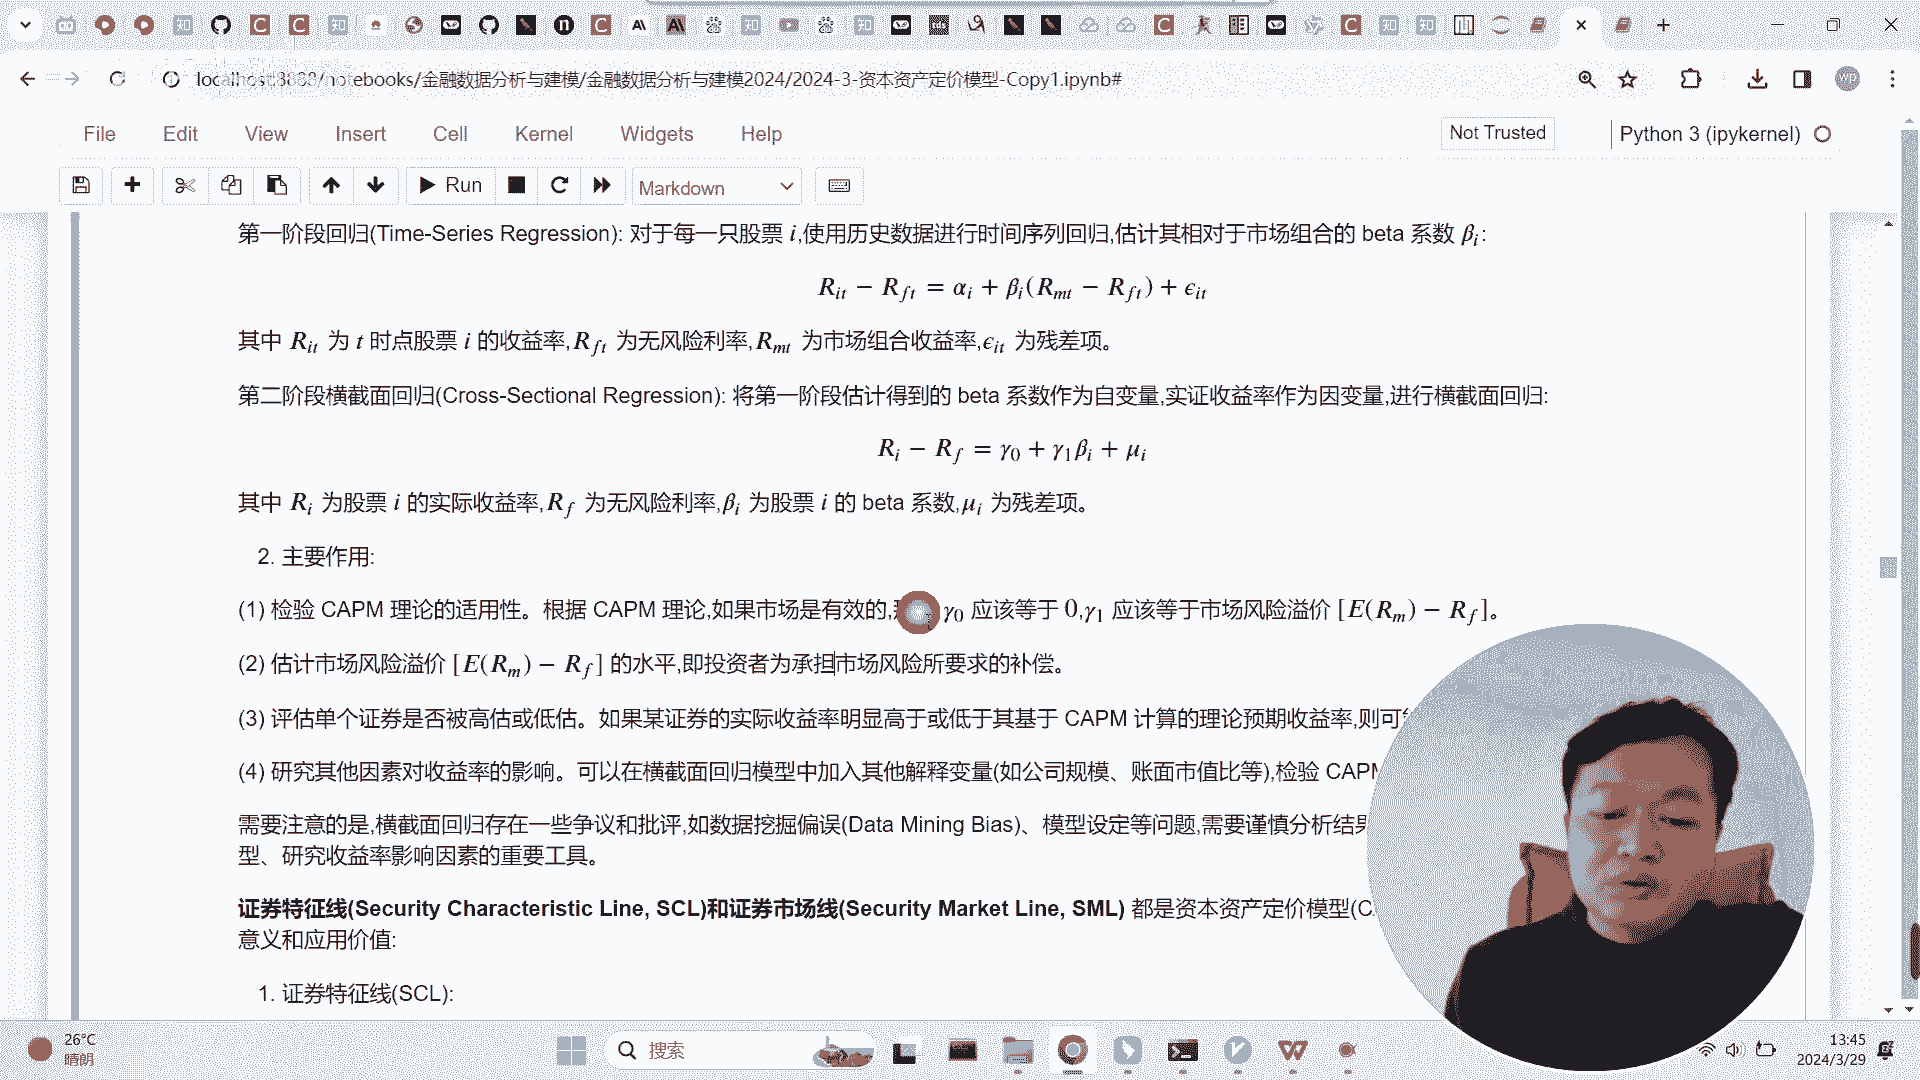 localhost:8888/notebooks/金融数据分析与建模/金融数据分析与建模2024/2024-3-资本资产定价模型-Copy1.ipynb#
wp
File Edit View Insert Cell Kernel Widgets Help
Not Trusted
Python 3 (ipykernel)
Run
Markdown
第一阶段回归(Time-Series Regression): 对于每一只股票 i,使用历史数据进行时间序列回归,估计其相对于市场组合的 beta 系数 βᵢ:
R_{it} − R_{ft} = α_i + β_i(R_{mt} − R_{ft}) + ϵ_{it}
其中 R_{it} 为 t 时点股票 i 的收益率,R_{ft} 为无风险利率,R_{mt} 为市场组合收益率,ϵ_{it} 为残差项。
第二阶段横截面回归(Cross-Sectional Regression): 将第一阶段估计得到的 beta 系数作为自变量,实证收益率作为因变量,进行横截面回归:
R_i − R_f = γ_0 + γ_1β_i + μ_i
其中 R_i 为股票 i 的实际收益率,R_f 为无风险利率,β_i 为股票 i 的 beta 系数,μ_i 为残差项。
2. 主要作用:
(1) 检验 CAPM 理论的适用性。根据 CAPM 理论,如果市场是有效的, γ_0 应该等于 0,γ_1 应该等于市场风险溢价 [E(R_m) − R_f]。
(2) 估计市场风险溢价 [E(R_m) − R_f] 的水平,即投资者为承担市场风险所要求的补偿。
(3) 评估单个证券是否被高估或低估。如果某证券的实际收益率明显高于或低于其基于 CAPM 计算的理论预期收益率,则可
(4) 研究其他因素对收益率的影响。可以在横截面回归模型中加入其他解释变量(如公司规模、账面市值比等),检验 CAPM
需要注意的是,横截面回归存在一些争议和批评,如数据挖掘偏误(Data Mining Bias)、模型设定等问题,需要谨慎分析结果
型、研究收益率影响因素的重要工具。
证券特征线(Security Characteristic Line, SCL)和证券市场线(Security Market Line, SML) 都是资本资产定价模型(C
意义和应用价值:
1. 证券特征线(SCL):
26°C
晴朗
搜索
13:45
2024/3/29